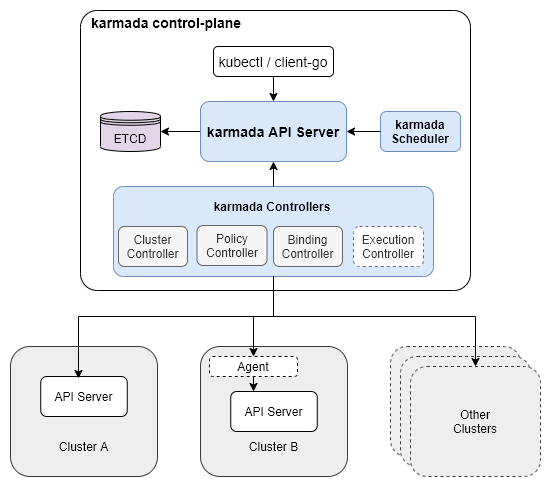 karmada control-plane
kubectl / client-go
karmada API Server
ETCD
karmada
Scheduler
karmada Controllers
Cluster
Controller
Policy
Controller
Binding
Controller
Execution
Controller
API Server
Cluster A
Agent
API Server
Cluster B
Other
Clusters